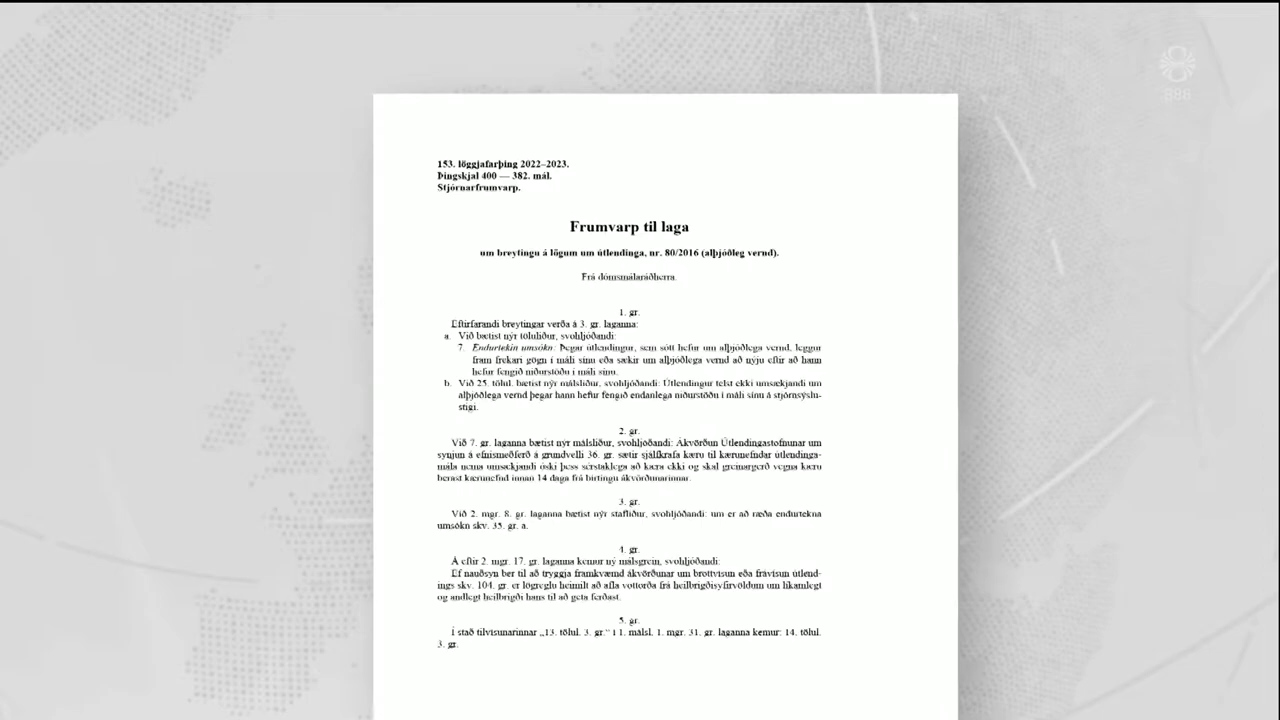 153. löggjafarþing 2022–2023.
Þingskjal 400 — 382. mál.
Stjórnarfrumvarp.
Frumvarp til laga
um breytingu á lögum um útlendinga, nr. 80/2016 (alþjóðleg vernd).
Frá dómsmálaráðherra.
1. gr.
Eftirfarandi breytingar verða á 3. gr. laganna:
a. Við bætist nýr töluliður, svohljóðandi:
7. Endurtekin umsókn: Þegar útlendingur, sem sótt hefur um alþjóðlega vernd, leggur
fram frekari gögn í máli sínu eða sækir um alþjóðlega vernd að nýju eftir að hann
hefur fengið niðurstöðu í máli sínu.
b. Við 25. tölul. bætist nýr málsliður, svohljóðandi: Útlendingur telst ekki umsækjandi um
alþjóðlega vernd þegar hann hefur fengið endanlega niðurstöðu í máli sínu á stjórnsýslu-
stigi.
2. gr.
Við 7. gr. laganna bætist nýr málsliður, svohljóðandi: Ákvörðun Útlendingastofnunar um
synjun á efnismeðferð á grundvelli 36. gr. sætir sjálfkrafa kæru til kærunefndar útlendinga-
mála nema umsækjandi óski þess sérstaklega að kæra ekki og skal greinargerð vegna kæru
berast kærunefnd innan 14 daga frá birtingu ákvörðunarinnar.
3. gr.
Við 2. mgr. 8. gr. laganna bætist nýr stafliður, svohljóðandi: um er að ræða endurtekna
umsókn skv. 35. gr. a.
4. gr.
Á eftir 2. mgr. 17. gr. laganna kemur ný málsgrein, svohljóðandi:
Ef nauðsyn ber til að tryggja framkvæmd ákvörðunar um brottvísun eða frávísun útlend-
ings skv. 104. gr. er lögreglu heimilt að afla vottorða frá heilbrigðisyfirvöldum um líkamlegt
og andlegt heilbrigði hans til að geta ferðast.
5. gr.
Í stað tilvísunarinnar „13. tölul. 3. gr.“ í 1. málsl. 1. mgr. 31. gr. laganna kemur: 14. tölul.
3. gr.